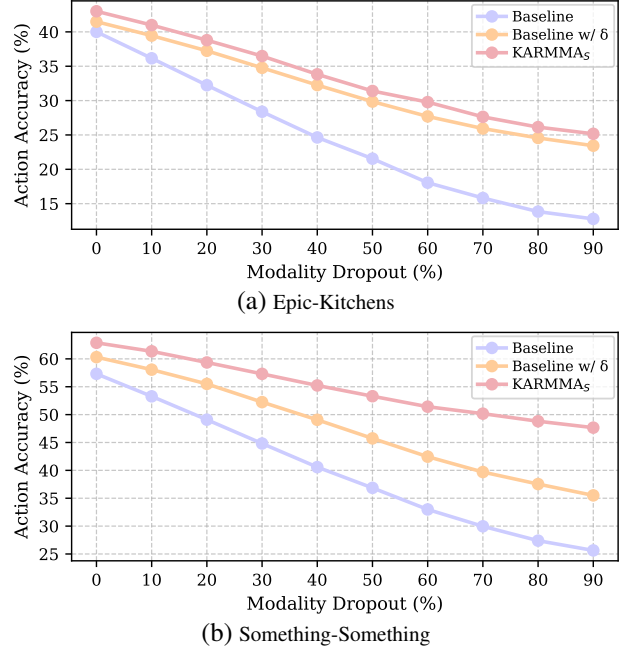 Action Accuracy (%)
40
35
30
25
20
15
Baseline
Baseline w/ δ
KARMMA_S
0 10 20 30 40 50 60 70 80 90
Modality Dropout (%)
(a) Epic-Kitchens
Action Accuracy (%)
60
55
50
45
40
35
30
25
Baseline
Baseline w/ δ
KARMMA_S
0 10 20 30 40 50 60 70 80 90
Modality Dropout (%)
(b) Something-Something